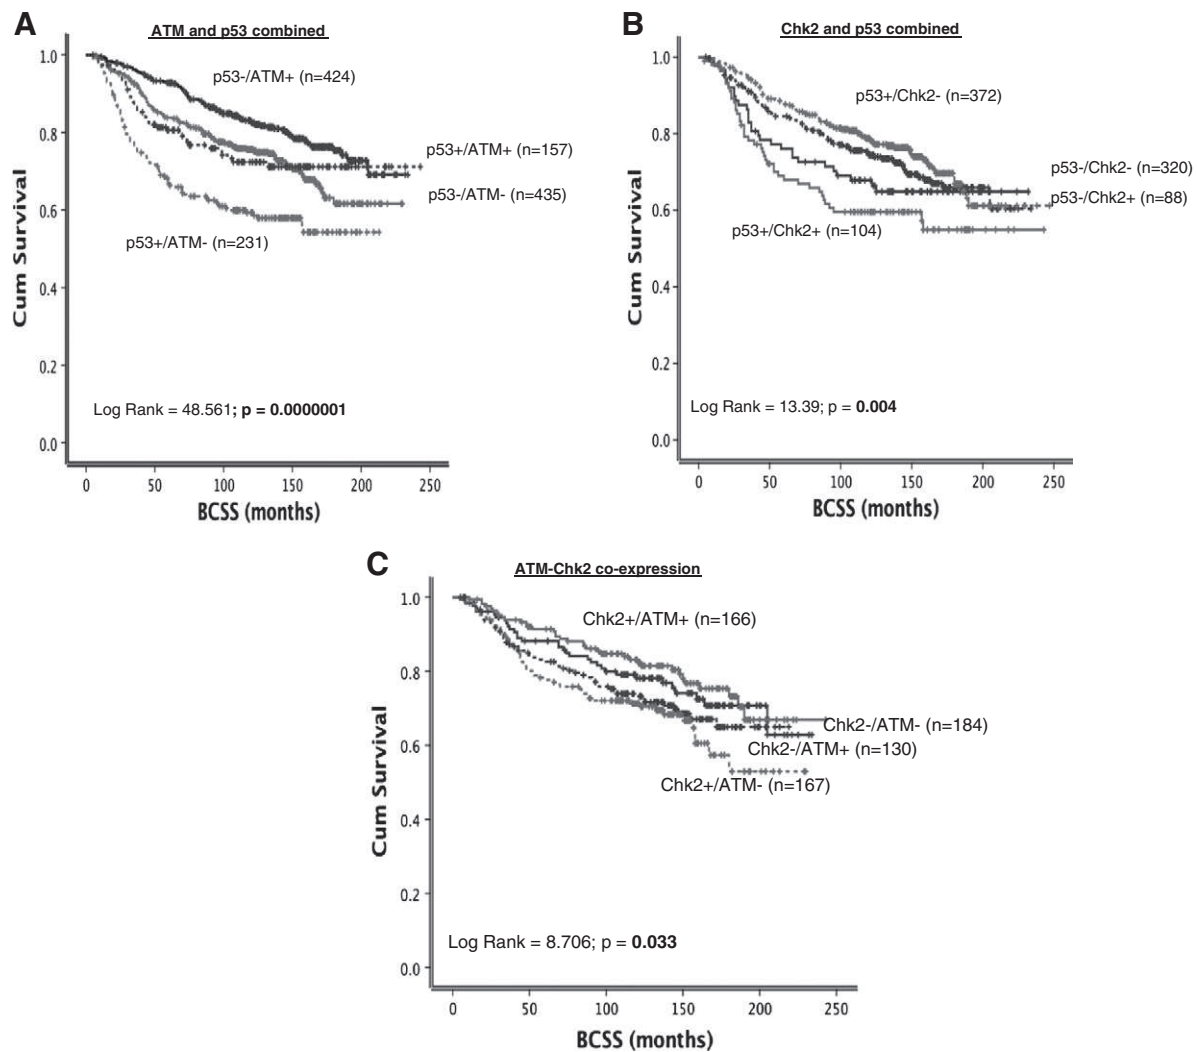 A
ATM and p53 combined
1.0
0.8
0.6
0.4
0.2
0.0
Cum Survival
p53-/ATM+ (n=424)
p53+/ATM+ (n=157)
p53-/ATM- (n=435)
p53+/ATM- (n=231)
Log Rank = 48.561; p = 0.0000001
0 50 100 150 200 250
BCSS (months)
B
Chk2 and p53 combined
1.0
0.8
0.6
0.4
0.2
0.0
Cum Survival
p53+/Chk2- (n=372)
p53-/Chk2- (n=320)
p53-/Chk2+ (n=88)
p53+/Chk2+ (n=104)
Log Rank = 13.39; p = 0.004
0 50 100 150 200 250
BCSS (months)
C
ATM-Chk2 co-expression
1.0
0.8
0.6
0.4
0.2
0.0
Cum Survival
Chk2+/ATM+ (n=166)
Chk2-/ATM- (n=184)
Chk2-/ATM+ (n=130)
Chk2+/ATM- (n=167)
Log Rank = 8.706; p = 0.033
0 50 100 150 200 250
BCSS (months)